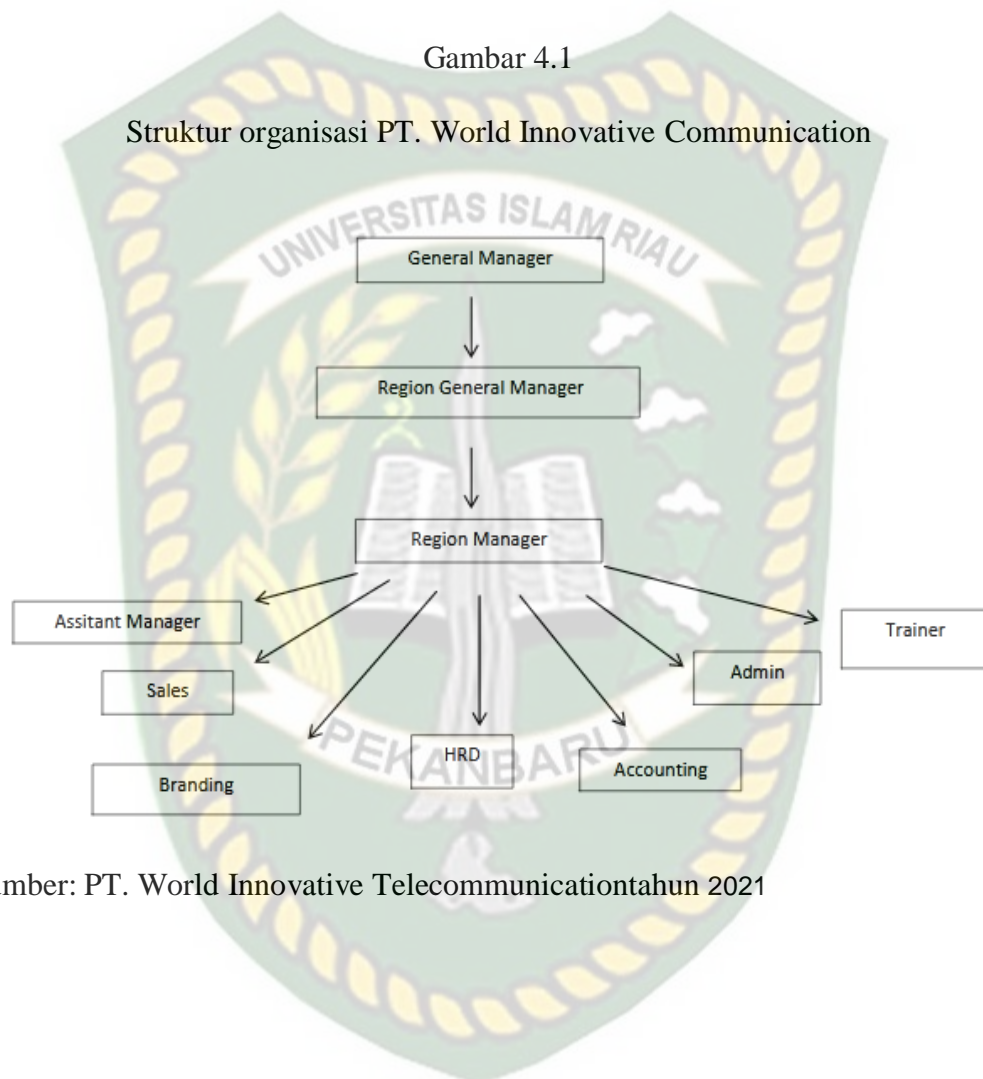 Gambar 4.1
Struktur organisasi PT. World Innovative Communication
UNIVERSITAS ISLAM RIAU
General Manager
Region General Manager
Region Manager
Assitant Manager
Trainer
Admin
Sales
HRD
Accounting
Branding
PEKANBARU
umber: PT. World Innovative Telecommunicationtahun 2021